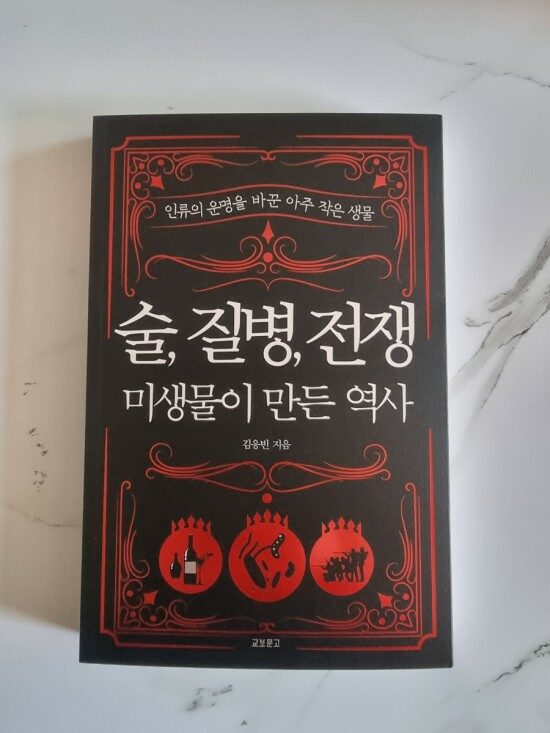 인류의 운명을 바꾼 아주 작은 생물
술, 질병, 전쟁
미생물이 만든 역사
김응빈 지음
교보문고